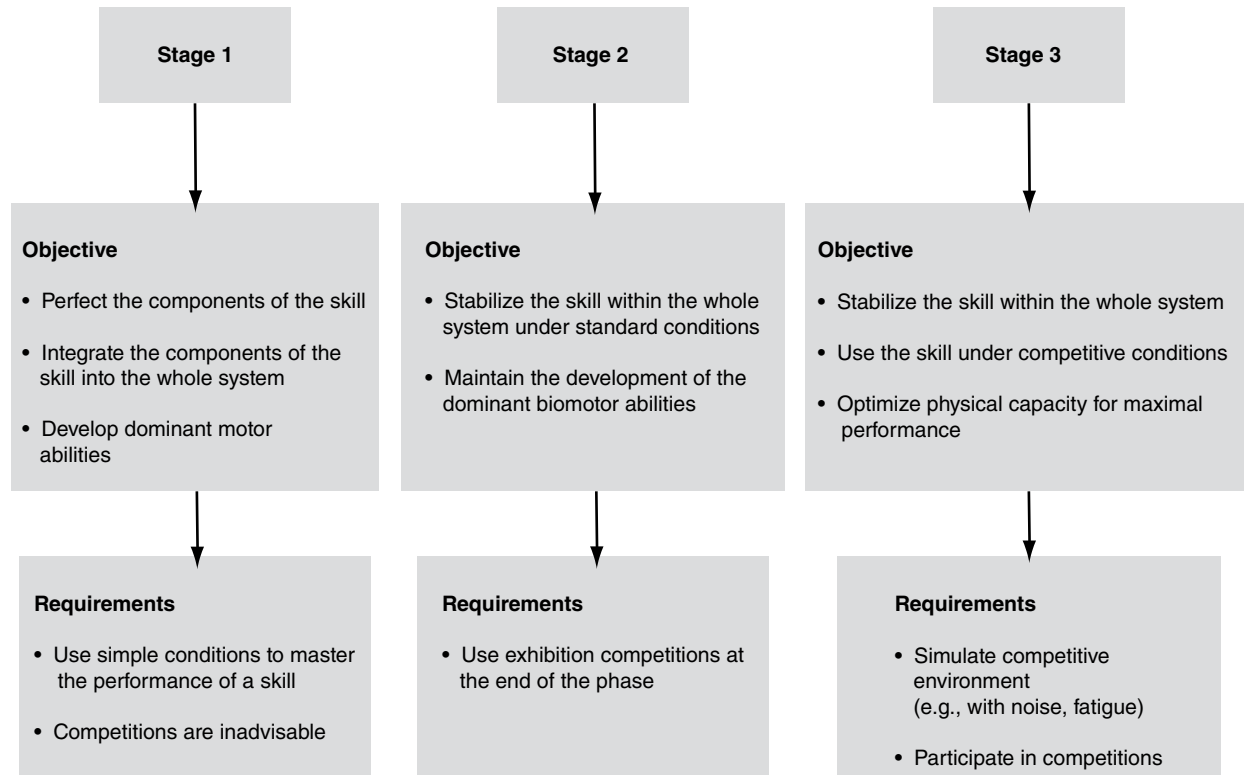 Stage 1
Stage 2
Stage 3
Objective
• Perfect the components of the skill
• Integrate the components of the
skill into the whole system
• Develop dominant motor
abilities
Objective
• Stabilize the skill within the whole
system under standard conditions
• Maintain the development of the
dominant biomotor abilities
Objective
• Stabilize the skill within the whole system
• Use the skill under competitive conditions
• Optimize physical capacity for maximal
performance
Requirements
• Use simple conditions to master
the performance of a skill
• Competitions are inadvisable
Requirements
• Use exhibition competitions at
the end of the phase
Requirements
• Simulate competitive
environment
(e.g., with noise, fatigue)
• Participate in competitions